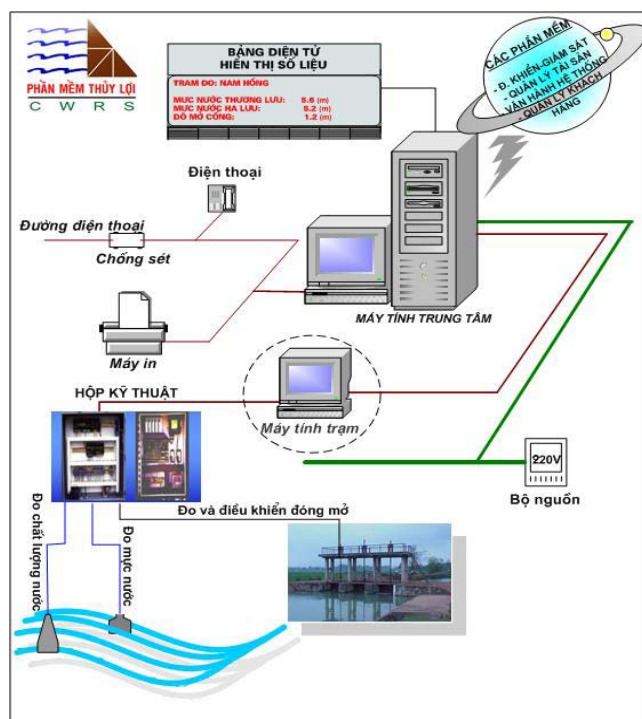 PHẦN MỀM THỦY LỢI
C W R S
BẢNG ĐIỆN TỬ
HIỂN THỊ SỐ LIỆU
TRAM ĐO: NAM HỒNG
MỰC NƯỚC THƯƠNG LƯU: 5.6 (m)
MỰC NƯỚC HA LƯU: 5.2 (m)
ĐÔ MỞ CỐNG: 1.2 (m)
CÁC PHẦN MỀM
- Đ. KHIỂN-GIÁM SÁT
- QUẢN LÝ TÀI SẢN
VẬN HÀNH HỆ THỐNG
- QUẢN LÝ KHÁCH
HÀNG
Điện thoại
Đường điện thoại
Chống sét
Máy in
MÁY TÍNH TRUNG TÂM
HỘP KỸ THUẬT
Máy tính trạm
220V
Bộ nguồn
Đo và điều khiển đóng mở
Đo chất lượng nước
Đo mực nước